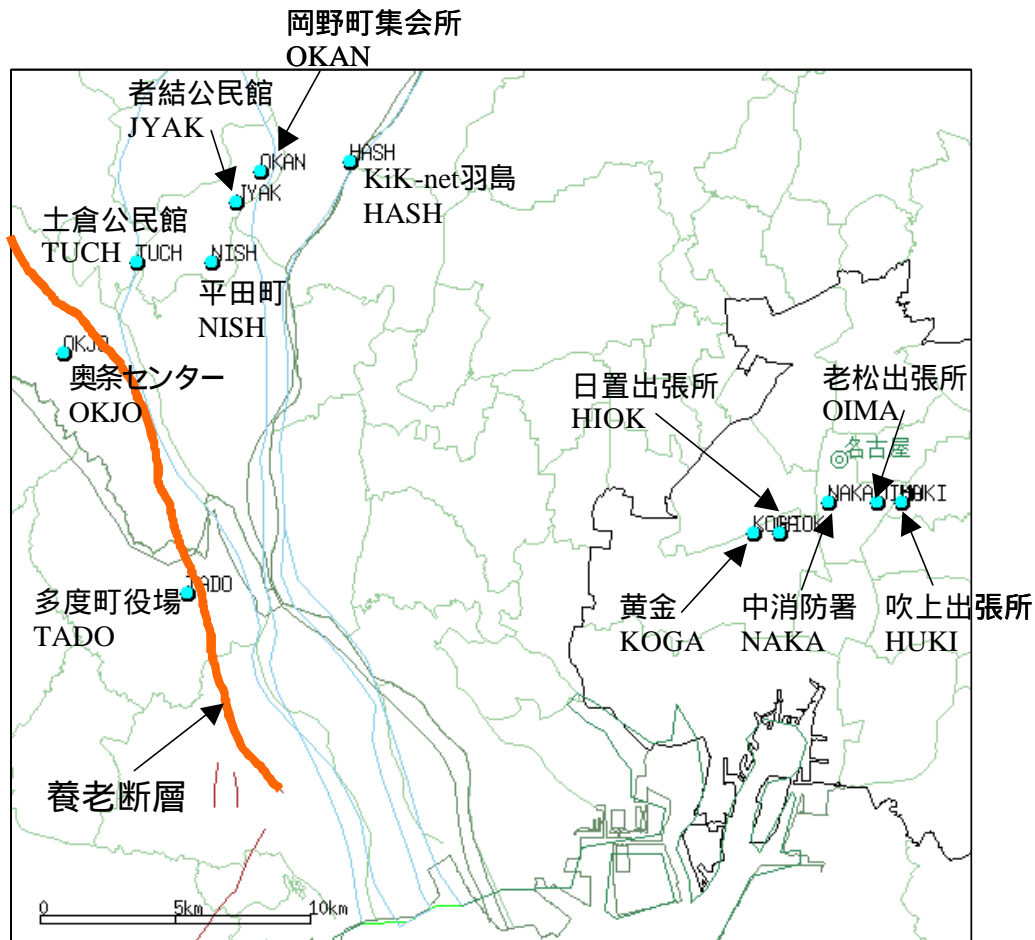 岡野町集会所
OKAN
者結公民館
JYAK
OKAN
HASH
JYAK
KiK-net羽島
HASH
土倉公民館
TUCH
TUCH
NISH
平田町
NISH
OKJO
奥条センター
OKJO
日置出張所
HIOK
老松出張所
OIMA
名古屋
NAKA
HUKI
KOGA
HIOK
TADO
多度町役場
TADO
黄金
KOGA
中消防署
NAKA
吹上出張所
HUKI
養老断層
0
5km
10km